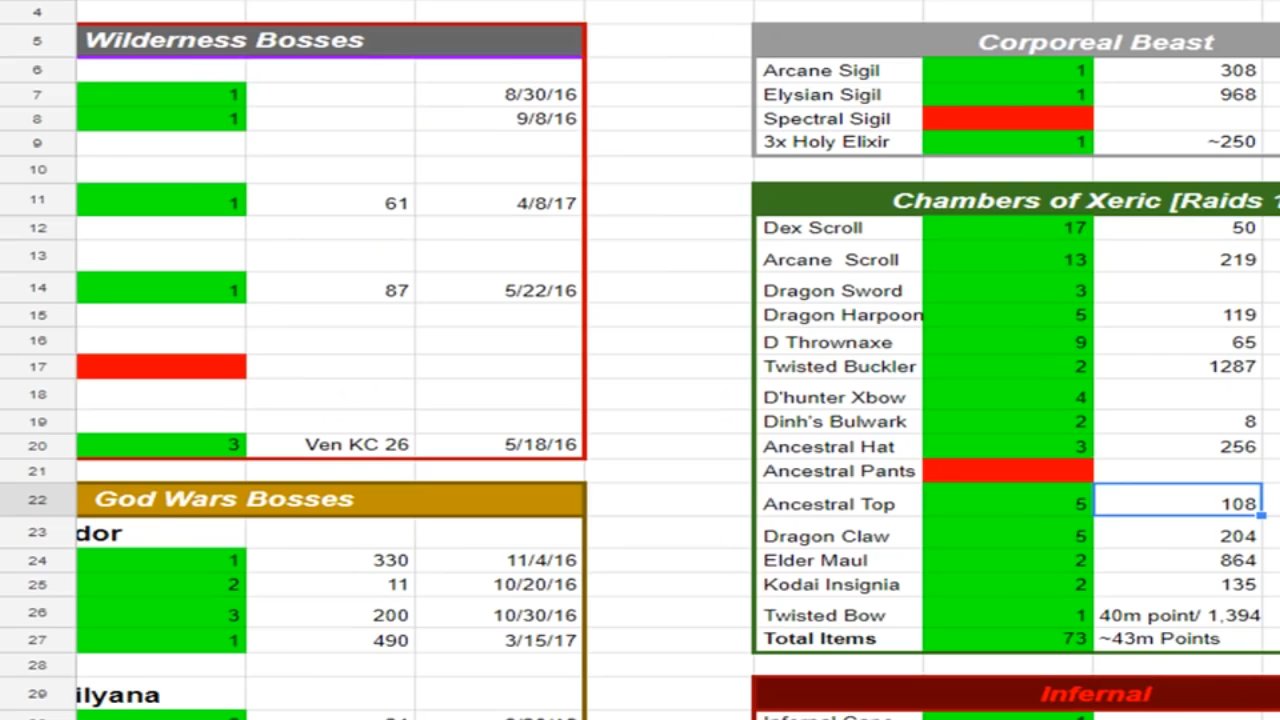 4
5 Wilderness Bosses Corporeal Beast
6 Arcane Sigil 1 308
7 1 8/30/16 Elysian Sigil 1 968
8 1 9/8/16 Spectral Sigil
9 3x Holy Elixir 1 ~250
10
11 1 61 4/8/17 Chambers of Xeric [Raids
12 Dex Scroll 17 50
13 Arcane Scroll 13 219
14 1 87 5/22/16 Dragon Sword 3
15 Dragon Harpoon 5 119
16 D Thrownaxe 9 65
17 Twisted Buckler 2 1287
18 D'hunter Xbow 4
19 Dinh's Bulwark 2 8
20 3 Ven KC 26 5/18/16 Ancestral Hat 3 256
21 Ancestral Pants
22 God Wars Bosses Ancestral Top 5 108
23 dor Dragon Claw 5 204
24 1 330 11/4/16 Elder Maul 2 864
25 2 11 10/20/16 Kodai Insignia 2 135
26 3 200 10/30/16 Twisted Bow 1 40m point/ 1,394
27 1 490 3/15/17 Total Items 73 ~43m Points
28
29 ilyana Infernal